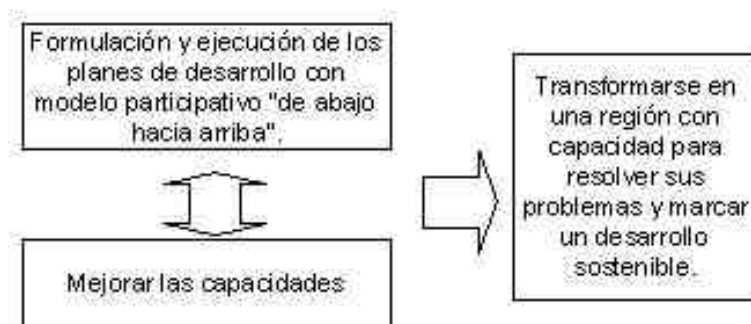 Formulación y ejecución de los
planes de desarrollo con
modelo participativo "de abajo
hacia arriba".
Mejorar las capacidades
Transformarse en
una región con
capacidad para
resolver sus
problemas y marcar
un desarrollo
sostenible.